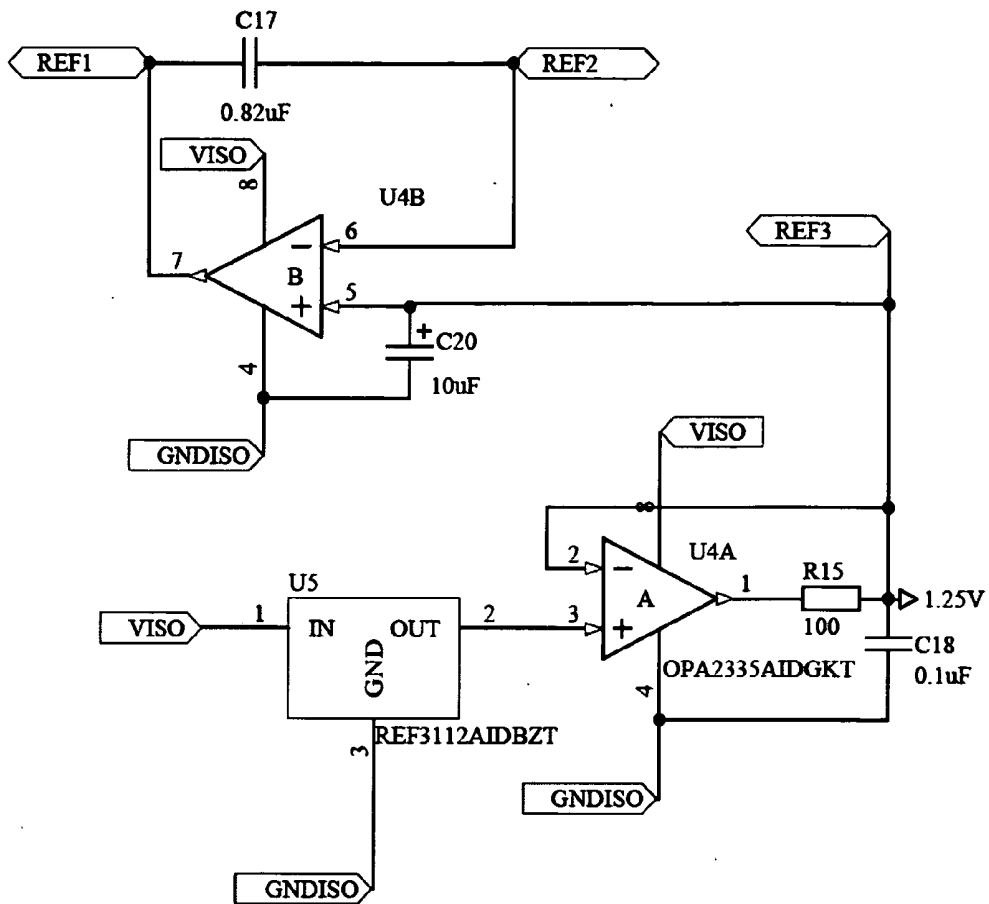 C17
REF1
REF2
0.82uF
VISO
8
U4B
6
REF3
7
B
5
+
C20
10uF
4
GNDISO
VISO
8
2
U4A
U5
1
R15
A
1.25V
VISO
1
IN
OUT
2
3
100
C18
GND
OPA2335AIDGKT
0.1uF
4
REF3112AIDBZT
3
GNDISO
GNDISO